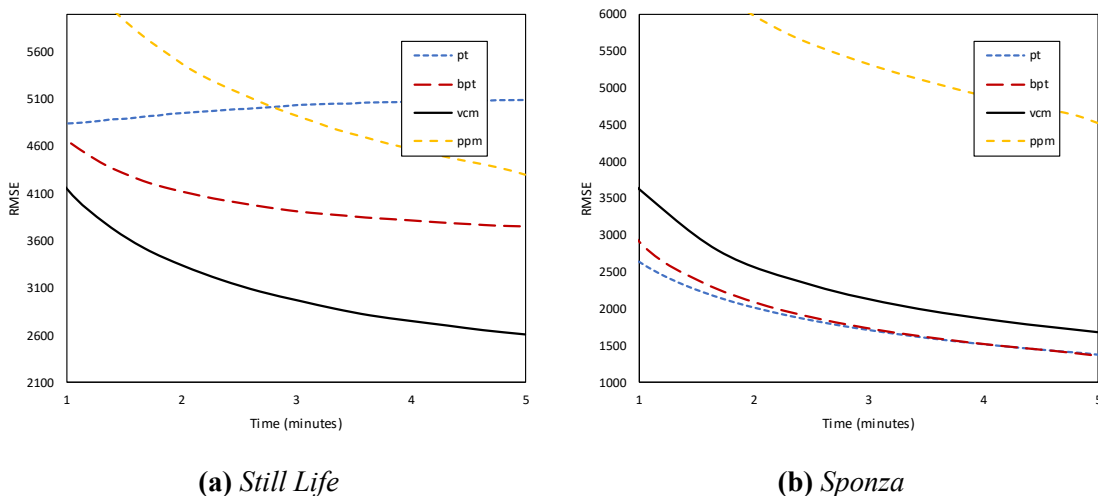 5600
5100
4600
4100
3600
3100
2600
2100
RMSE
1
2
3
4
5
Time (minutes)
pt
bpt
vcm
ppm
(a) Still Life
6000
5500
5000
4500
4000
3500
3000
2500
2000
1500
1000
RMSE
1
2
3
4
5
Time (minutes)
pt
bpt
vcm
ppm
(b) Sponza